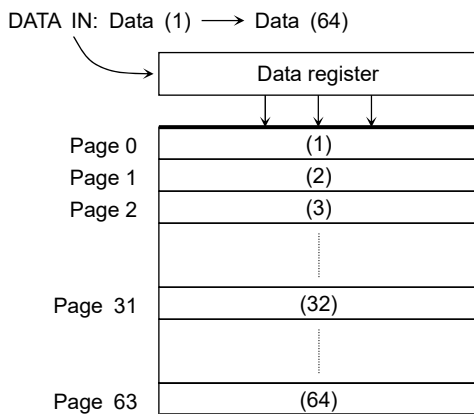 DATA IN: Data (1) → Data (64)
Data register
Page 0 (1)
Page 1 (2)
Page 2 (3)
Page 31 (32)
Page 63 (64)